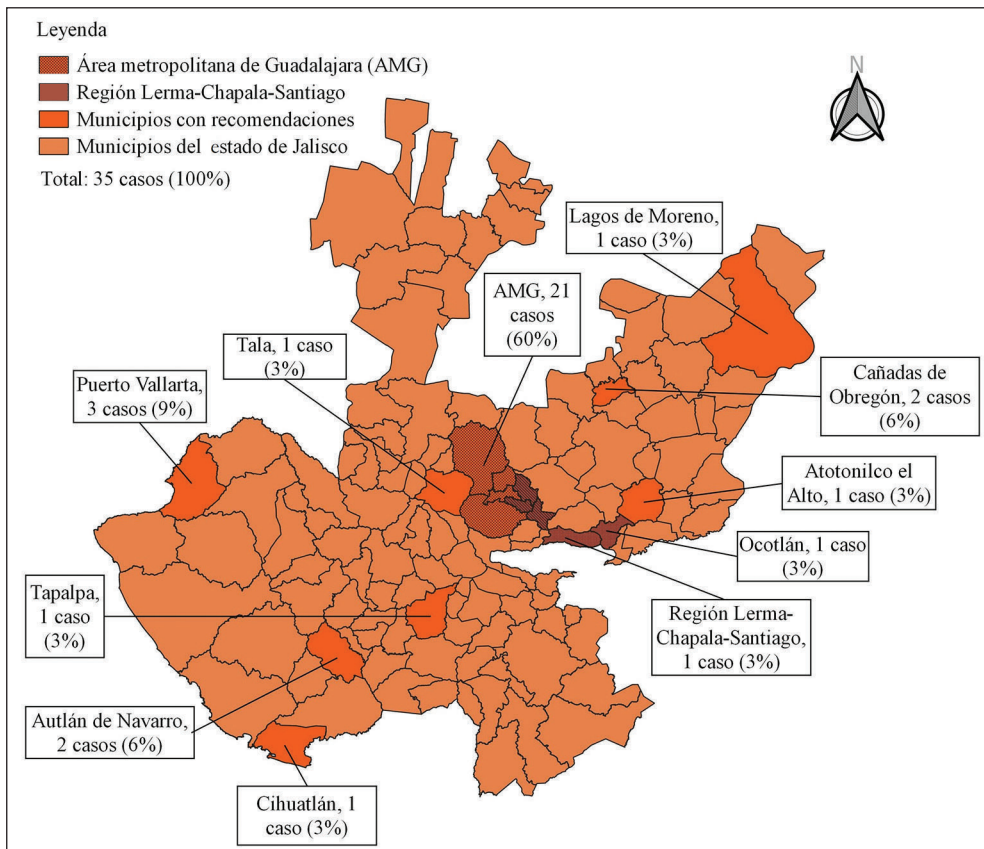 Leyenda
Área metropolitana de Guadalajara (AMG)
Región Lerma-Chapala-Santiago
Municipios con recomendaciones
Municipios del estado de Jalisco
Total: 35 casos (100%)
N
Lagos de Moreno,
1 caso (3%)
AMG, 21
casos
(60%)
Tala, 1 caso
(3%)
Puerto Vallarta,
3 casos (9%)
Cañadas de
Obregón, 2 casos
(6%)
Atotonilco el
Alto, 1 caso (3%)
Ocotlán, 1 caso
(3%)
Tapalpa,
1 caso
(3%)
Región Lerma-
Chapala-Santiago,
1 caso (3%)
Autlán de Navarro,
2 casos (6%)
Cihuatlán, 1
caso (3%)